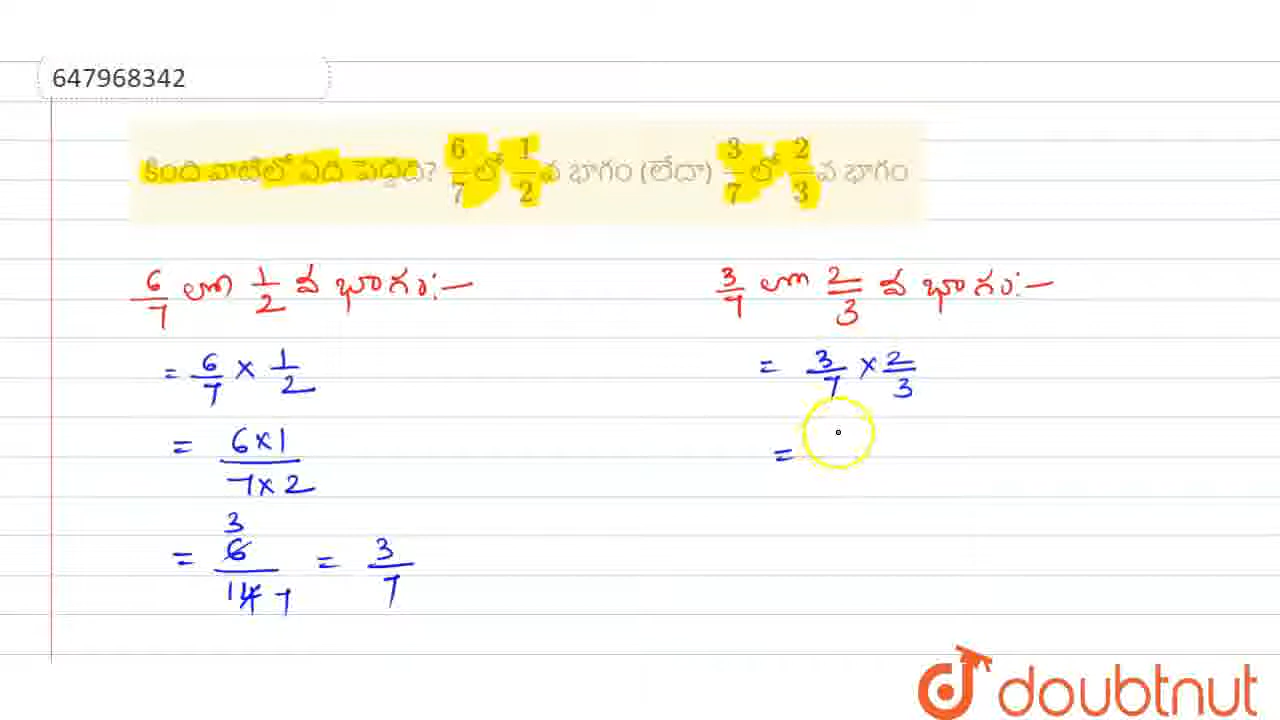 647968342
కింది వాటిలో ఏది పెద్దది? 6/7 లో 1/2 వ భాగం (లేదా) 3/7 లో 2/3 వ భాగం
6/7 లో 1/2 వ భాగం:-
= 6/7 × 1/2
= 6×1/7×2
= 6/14 3 7 = 3/7
3/7 లో 2/3 వ భాగం:-
= 3/7 × 2/3
=
doubtnut